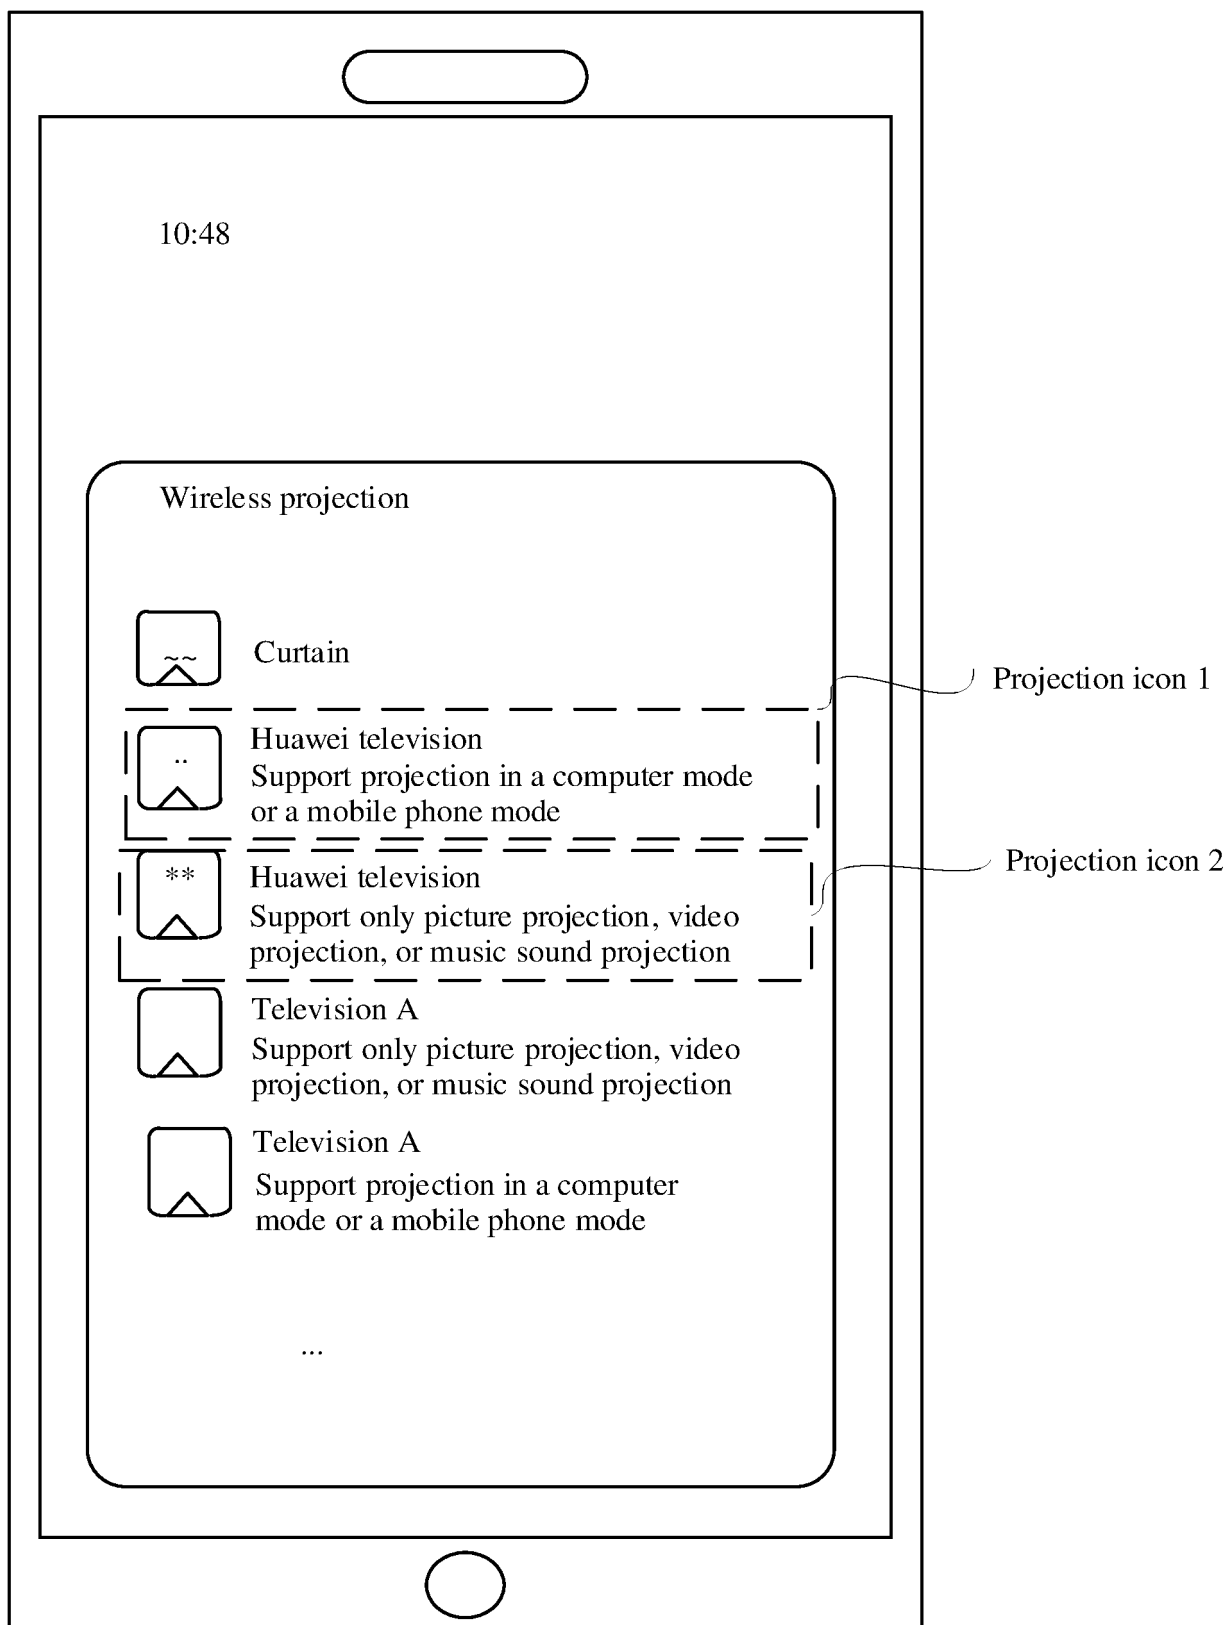 10:48
Wireless projection
~~
Curtain
Projection icon 1
..
Huawei television
Support projection in a computer mode
or a mobile phone mode
Projection icon 2
**
Huawei television
Support only picture projection, video
projection, or music sound projection
Television A
Support only picture projection, video
projection, or music sound projection
Television A
Support projection in a computer
mode or a mobile phone mode
...